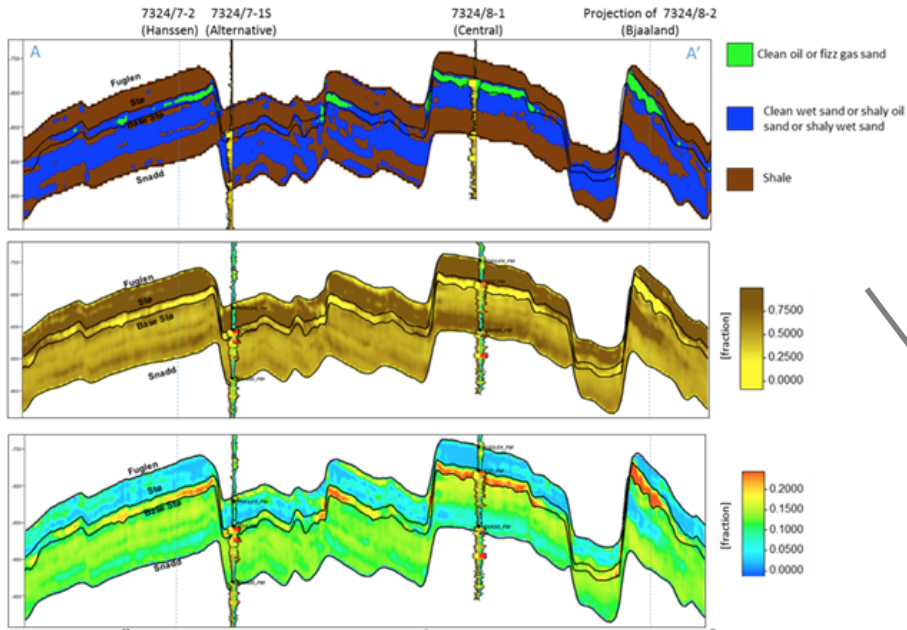 7324/7-2 7324/7-1S 7324/8-1 Projection of 7324/8-2
(Hanssen) (Alternative) (Central) (Bjaaland)
A A'
Fuglen
Stø
Base Stø
Snadd
Clean oil or fizz gas sand
Clean wet sand or shaly oil
sand or shaly wet sand
Shale
Fuglen
Stø
Base Stø
Snadd
0.7500
0.5000
0.2500
0.0000
[fraction]
Fuglen
Stø
Base Stø
Snadd
0.2000
0.1500
0.1000
0.0500
0.0000
[fraction]